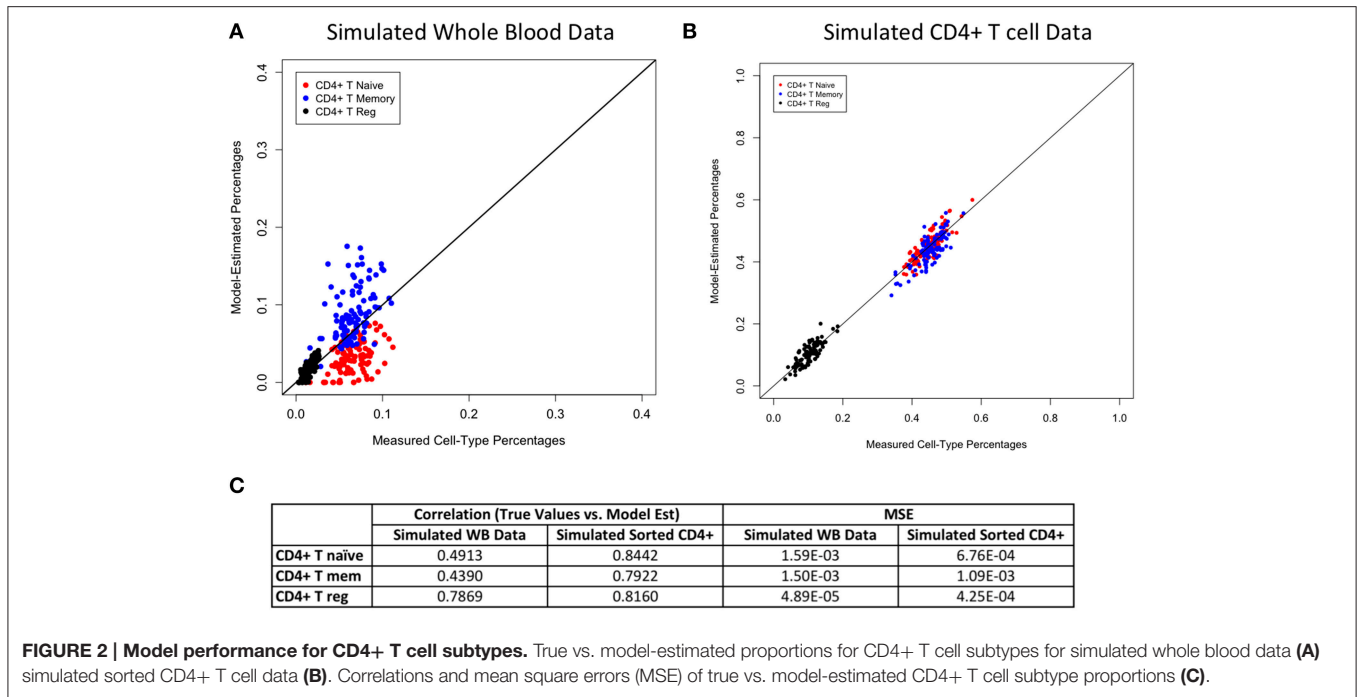 A
Simulated Whole Blood Data
CD4+ T Naive
CD4+ T Memory
CD4+ T Reg
Model-Estimated Percentages
0.4
0.3
0.2
0.1
0.0
0.0 0.1 0.2 0.3 0.4
Measured Cell-Type Percentages
B
Simulated CD4+ T cell Data
CD4+ T Naive
CD4+ T Memory
CD4+ T Reg
Model-Estimated Percentages
1.0
0.8
0.6
0.4
0.2
0.0
0.0 0.2 0.4 0.6 0.8 1.0
Measured Cell-Type Percentages
C
Correlation (True Values vs. Model Est) MSE
Simulated WB Data Simulated Sorted CD4+ Simulated WB Data Simulated Sorted CD4+
CD4+ T naïve 0.4913 0.8442 1.59E-03 6.76E-04
CD4+ T mem 0.4390 0.7922 1.50E-03 1.09E-03
CD4+ T reg 0.7869 0.8160 4.89E-05 4.25E-04
FIGURE 2 | Model performance for CD4+ T cell subtypes. True vs. model-estimated proportions for CD4+ T cell subtypes for simulated whole blood data (A)
simulated sorted CD4+ T cell data (B). Correlations and mean square errors (MSE) of true vs. model-estimated CD4+ T cell subtype proportions (C).